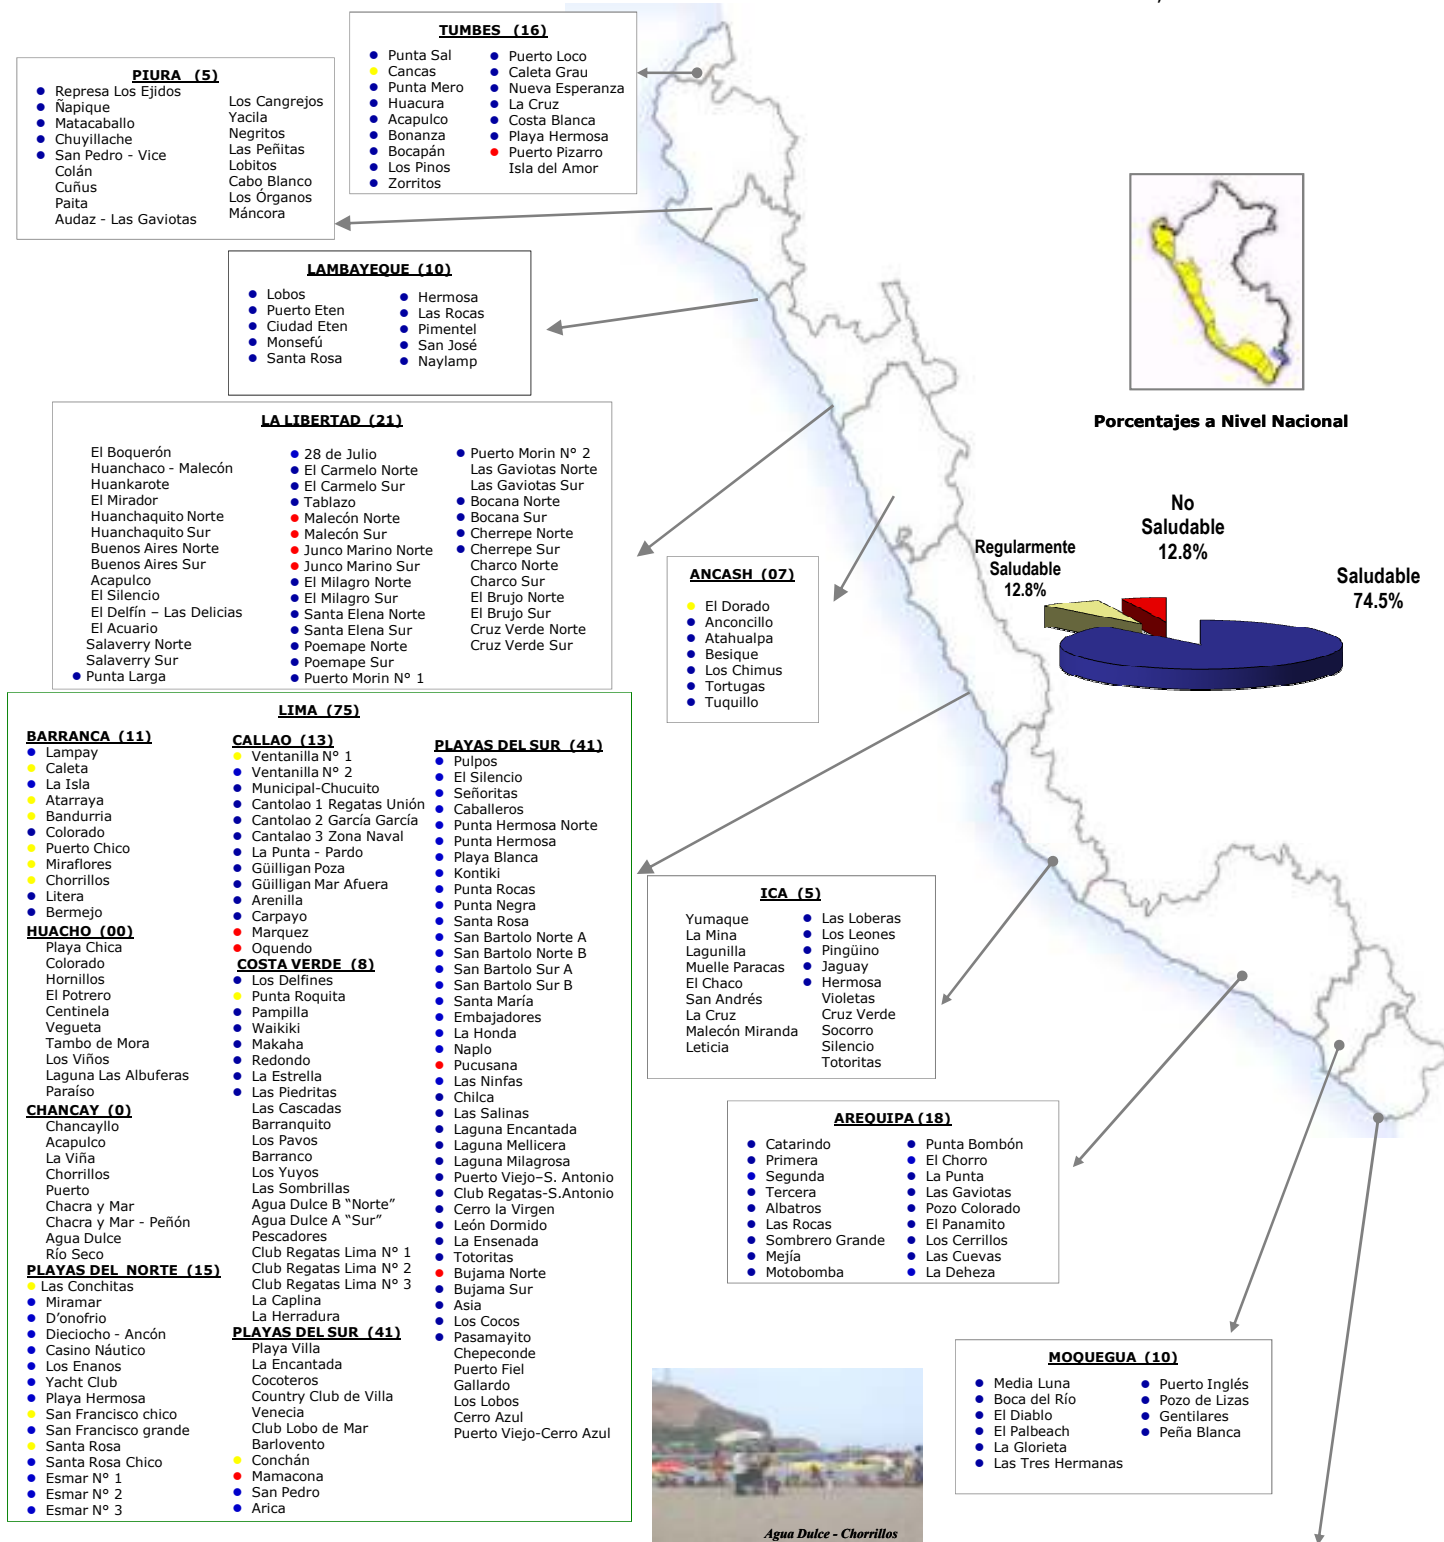 TUMBES (16)
Punta Sal
Cancas
Punta Mero
Huacura
Acapulco
Bonanza
Bocapán
Los Pinos
Zorritos
Puerto Loco
Caleta Grau
Nueva Esperanza
La Cruz
Costa Blanca
Playa Hermosa
Puerto Pizarro
Isla del Amor
PIURA (5)
Represa Los Ejidos
Ñapique
Matacaballo
Chuyillache
San Pedro - Vice
Colán
Cuñus
Paita
Audaz - Las Gaviotas
Los Cangrejos
Yacila
Negritos
Las Peñitas
Lobitos
Cabo Blanco
Los Órganos
Máncora
LAMBAYEQUE (10)
Lobos
Puerto Eten
Ciudad Eten
Monsefú
Santa Rosa
Hermosa
Las Rocas
Pimentel
San José
Naylamp
LA LIBERTAD (21)
El Boquerón
Huanchaco - Malecón
Huankarote
El Mirador
Huanchaquito Norte
Huanchaquito Sur
Buenos Aires Norte
Buenos Aires Sur
Acapulco
El Silencio
El Delfín – Las Delicias
El Acuario
Salaverry Norte
Salaverry Sur
Punta Larga
28 de Julio
El Carmelo Norte
El Carmelo Sur
Tablazo
Malecón Norte
Malecón Sur
Junco Marino Norte
Junco Marino Sur
El Milagro Norte
El Milagro Sur
Santa Elena Norte
Santa Elena Sur
Poemape Norte
Poemape Sur
Puerto Morin N° 1
Puerto Morin N° 2
Las Gaviotas Norte
Las Gaviotas Sur
Bocana Norte
Bocana Sur
Cherrepe Norte
Cherrepe Sur
Charco Norte
Charco Sur
El Brujo Norte
El Brujo Sur
Cruz Verde Norte
Cruz Verde Sur
Porcentajes a Nivel Nacional
No
Saludable
12.8%
Regularmente
Saludable
12.8%
Saludable
74.5%
ANCASH (07)
El Dorado
Anconcillo
Atahualpa
Besique
Los Chimus
Tortugas
Tuquillo
LIMA (75)
BARRANCA (11)
Lampay
Caleta
La Isla
Atarraya
Bandurria
Colorado
Puerto Chico
Miraflores
Chorrillos
Litera
Bermejo
HUACHO (00)
Playa Chica
Colorado
Hornillos
El Potrero
Centinela
Vegueta
Tambo de Mora
Los Viños
Laguna Las Albuferas
Paraíso
CHANCAY (0)
Chancayllo
Acapulco
La Viña
Chorrillos
Puerto
Chacra y Mar
Chacra y Mar - Peñón
Agua Dulce
Río Seco
PLAYAS DEL NORTE (15)
Las Conchitas
Miramar
D'onofrio
Dieciocho - Ancón
Casino Náutico
Los Enanos
Yacht Club
Playa Hermosa
San Francisco chico
San Francisco grande
Santa Rosa
Santa Rosa Chico
Esmar N° 1
Esmar N° 2
Esmar N° 3
CALLAO (13)
Ventanilla N° 1
Ventanilla N° 2
Municipal-Chucuito
Cantolao 1 Regatas Unión
Cantolao 2 García García
Cantalao 3 Zona Naval
La Punta - Pardo
Güilligan Poza
Güilligan Mar Afuera
Arenilla
Carpayo
Marquez
Oquendo
COSTA VERDE (8)
Los Delfines
Punta Roquita
Pampilla
Waikiki
Makaha
Redondo
La Estrella
Las Piedritas
Las Cascadas
Barranquito
Los Pavos
Barranco
Los Yuyos
Las Sombrillas
Agua Dulce B “Norte”
Agua Dulce A “Sur”
Pescadores
Club Regatas Lima N° 1
Club Regatas Lima N° 2
Club Regatas Lima N° 3
La Caplina
La Herradura
PLAYAS DEL SUR (41)
Playa Villa
La Encantada
Cocoteros
Country Club de Villa
Venecia
Club Lobo de Mar
Barlovento
Conchán
Mamacona
San Pedro
Arica
PLAYAS DEL SUR (41)
Pulpos
El Silencio
Señoritas
Caballeros
Punta Hermosa Norte
Punta Hermosa
Playa Blanca
Kontiki
Punta Rocas
Punta Negra
Santa Rosa
San Bartolo Norte A
San Bartolo Norte B
San Bartolo Sur A
San Bartolo Sur B
Santa María
Embajadores
La Honda
Naplo
Pucusana
Las Ninfas
Chilca
Las Salinas
Laguna Encantada
Laguna Mellicera
Laguna Milagrosa
Puerto Viejo–S. Antonio
Club Regatas-S.Antonio
Cerro la Virgen
León Dormido
La Ensenada
Totoritas
Bujama Norte
Bujama Sur
Asia
Los Cocos
Pasamayito
Chepeconde
Puerto Fiel
Gallardo
Los Lobos
Cerro Azul
Puerto Viejo-Cerro Azul
ICA (5)
Yumaque
La Mina
Lagunilla
Muelle Paracas
El Chaco
San Andrés
La Cruz
Malecón Miranda
Leticia
Las Loberas
Los Leones
Pingüino
Jaguay
Hermosa
Violetas
Cruz Verde
Socorro
Silencio
Totoritas
AREQUIPA (18)
Catarindo
Primera
Segunda
Tercera
Albatros
Las Rocas
Sombrero Grande
Mejía
Motobomba
Punta Bombón
El Chorro
La Punta
Las Gaviotas
Pozo Colorado
El Panamito
Los Cerrillos
Las Cuevas
La Deheza
MOQUEGUA (10)
Media Luna
Boca del Río
El Diablo
El Palbeach
La Glorieta
Las Tres Hermanas
Puerto Inglés
Pozo de Lizas
Gentilares
Peña Blanca
Agua Dulce - Chorrillos